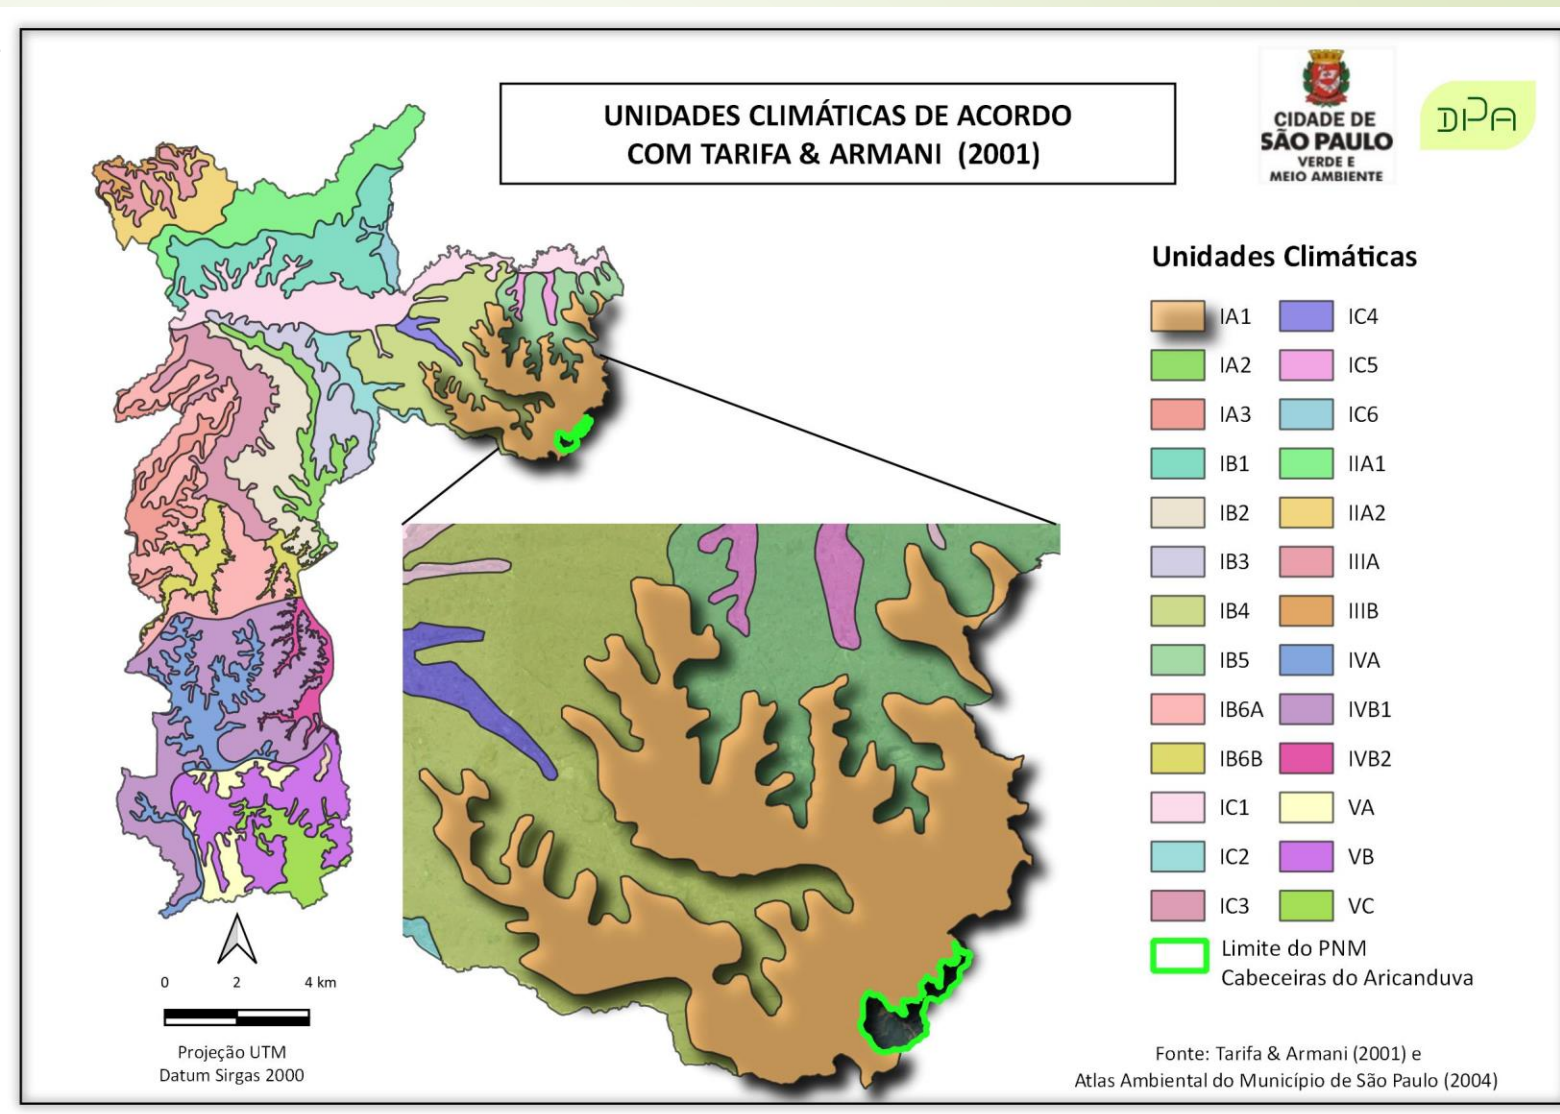 UNIDADES CLIMÁTICAS DE ACORDO
COM TARIFA & ARMANI (2001)
CIDADE DE
SÃO PAULO
VERDE E
MEIO AMBIENTE
DPA
Unidades Climáticas
IA1
IA2
IA3
IB1
IB2
IB3
IB4
IB5
IB6A
IB6B
IC1
IC2
IC3
IC4
IC5
IC6
IIA1
IIA2
IIIA
IIIB
IVA
IVB1
IVB2
VA
VB
VC
Limite do PNM
Cabeceiras do Aricanduva
0 2 4 km
Projeção UTM
Datum Sirgas 2000
Fonte: Tarifa & Armani (2001) e
Atlas Ambiental do Município de São Paulo (2004)